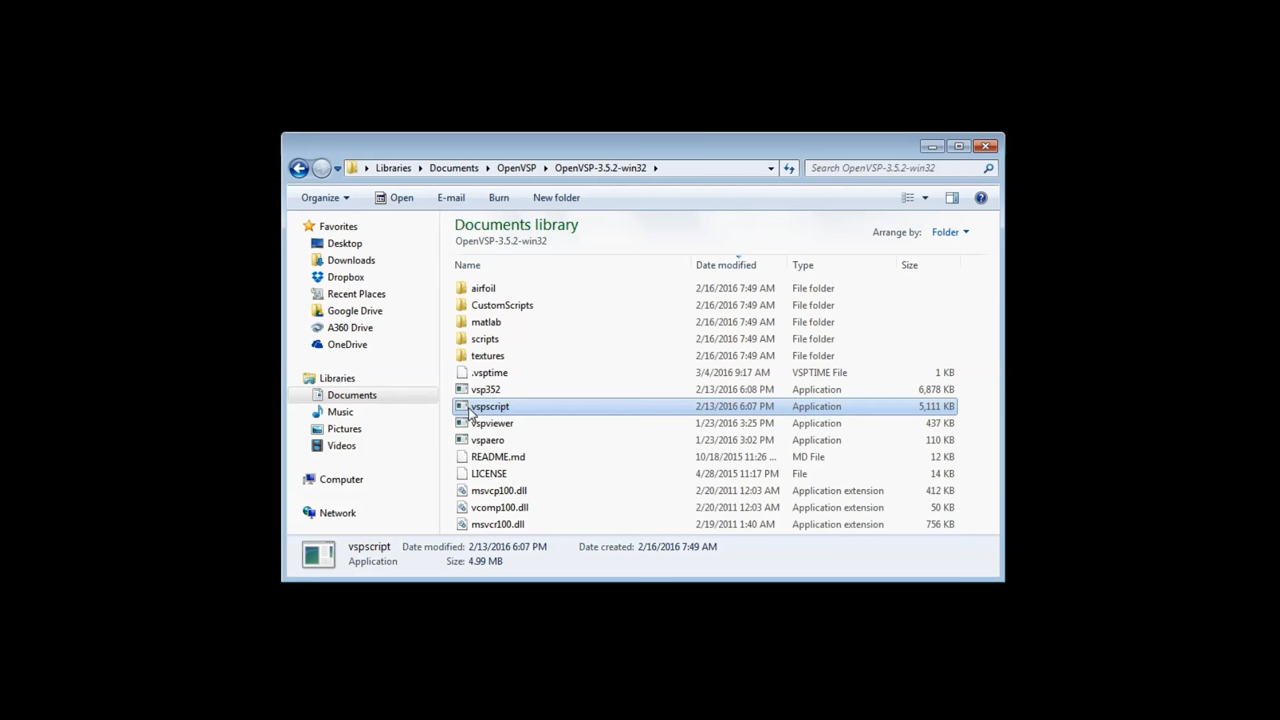 Libraries Documents OpenVSP OpenVSP-3.5.2-win32
Search OpenVSP-3.5.2-win32
Organize Open E-mail Burn New folder
Favorites
Desktop
Downloads
Dropbox
Recent Places
Google Drive
A360 Drive
OneDrive
Libraries
Documents
Music
Pictures
Videos
Computer
Network
Documents library
OpenVSP-3.5.2-win32
Arrange by: Folder
Name Date modified Type Size
airfoil 2/16/2016 7:49 AM File folder
CustomScripts 2/16/2016 7:49 AM File folder
matlab 2/16/2016 7:49 AM File folder
scripts 2/16/2016 7:49 AM File folder
textures 2/16/2016 7:49 AM File folder
.vsptime 3/4/2016 9:17 AM VSPTIME File 1 KB
vsp352 2/13/2016 6:08 PM Application 6,878 KB
vspscript 2/13/2016 6:07 PM Application 5,111 KB
vspviewer 1/23/2016 3:25 PM Application 437 KB
vspaero 1/23/2016 3:02 PM Application 110 KB
README.md 10/18/2015 11:26 ... MD File 12 KB
LICENSE 4/28/2015 11:17 PM File 14 KB
msvcp100.dll 2/20/2011 12:03 AM Application extension 412 KB
vcomp100.dll 2/20/2011 12:03 AM Application extension 50 KB
msvcr100.dll 2/19/2011 1:40 AM Application extension 756 KB
vspscript Date modified: 2/13/2016 6:07 PM Date created: 2/16/2016 7:49 AM
Application Size: 4.99 MB